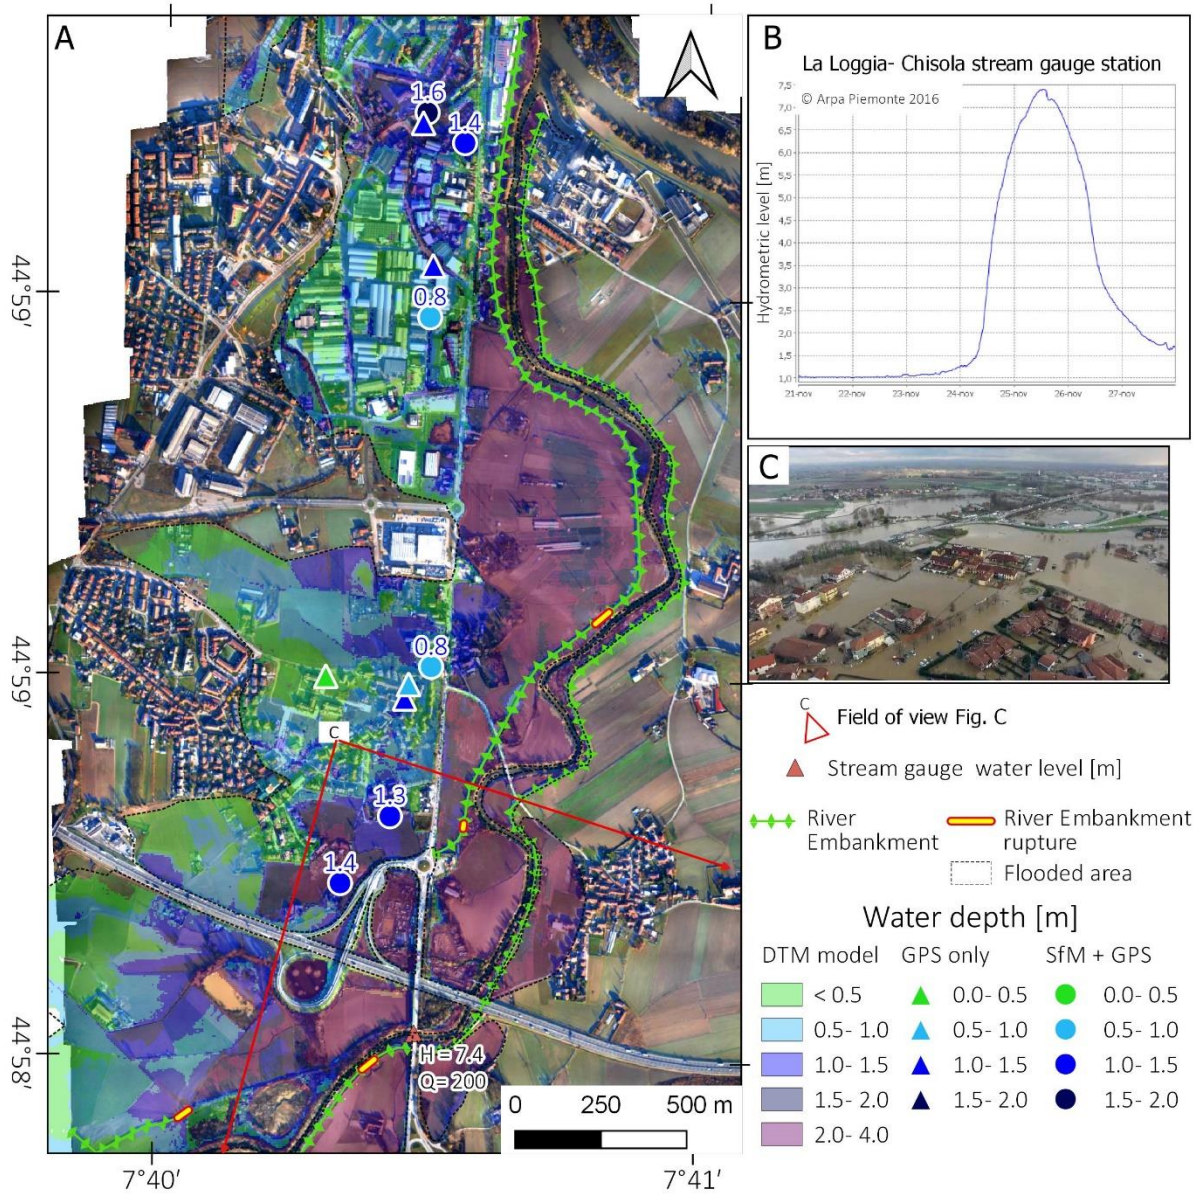 A
1.6
1.4
0.8
0.8
C
1.3
1.4
H = 7.4
Q= 200
0 250 500 m
44°59'
44°59'
44°58'
7°40'
7°41'
B
La Loggia- Chisola stream gauge station
© Arpa Piemonte 2016
Hydrometric level [m]
7,5
7,0
6,5
6,0
5,5
5,0
4,5
4,0
3,5
3,0
2,5
2,0
1,5
1,0
21-nov 22-nov 23-nov 24-nov 25-nov 26-nov 27-nov
C
C
Field of view Fig. C
Stream gauge water level [m]
River Embankment
River Embankment rupture
Flooded area
Water depth [m]
DTM model GPS only SfM + GPS
< 0.5 0.0- 0.5 0.0- 0.5
0.5- 1.0 0.5- 1.0 0.5- 1.0
1.0- 1.5 1.0- 1.5 1.0- 1.5
1.5- 2.0 1.5- 2.0 1.5- 2.0
2.0- 4.0